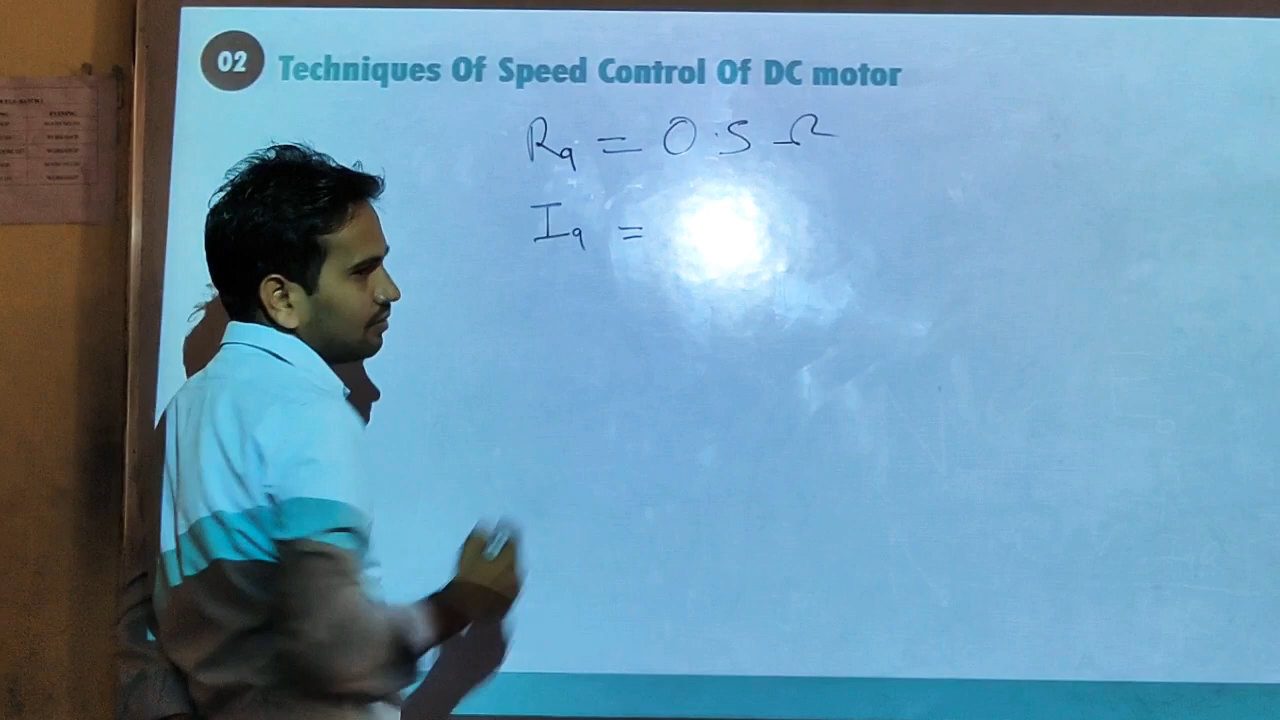 02 Techniques Of Speed Control Of DC motor
Ra = 0.5 Ω
Ia =